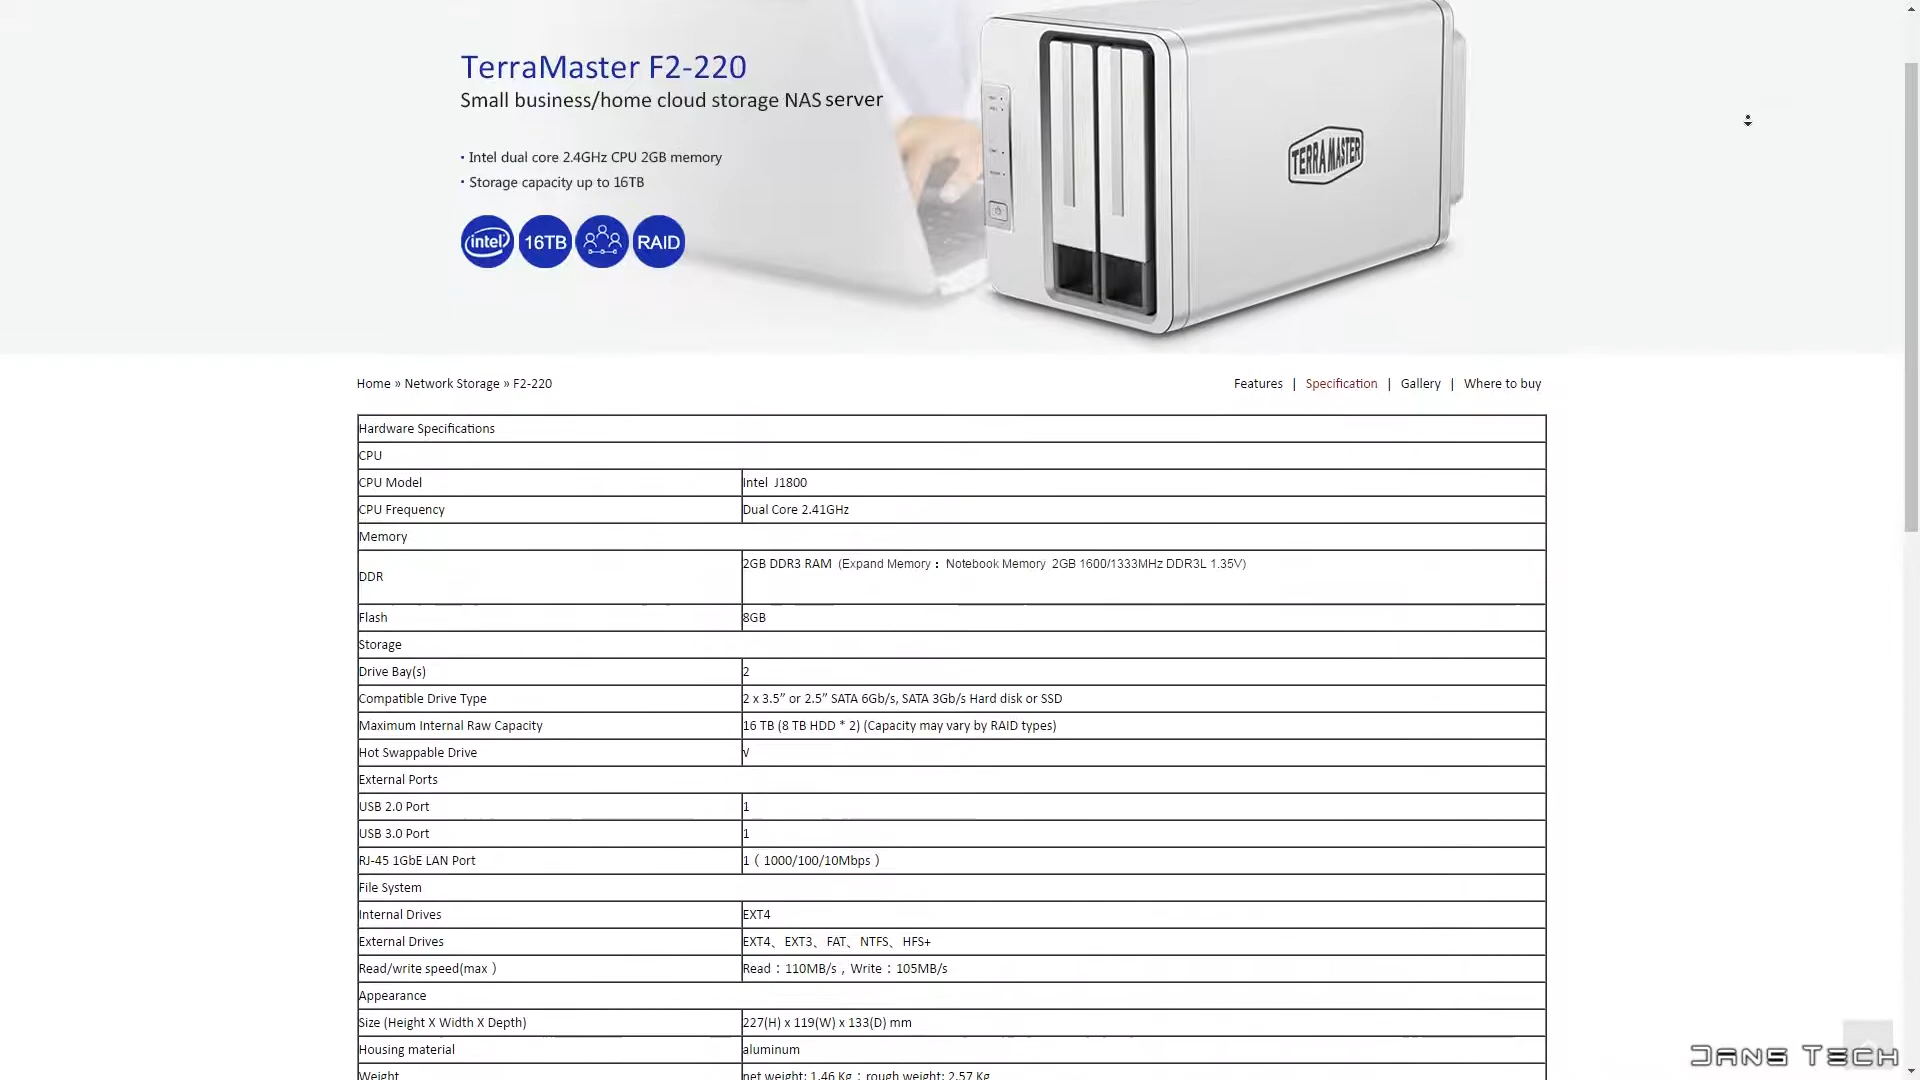 TerraMaster F2-220
Small business/home cloud storage NAS server
· Intel dual core 2.4GHz CPU 2GB memory
· Storage capacity up to 16TB
intel 16TB RAID
TERRAMASTER
Home » Network Storage » F2-220
Features | Specification | Gallery | Where to buy
Hardware Specifications
CPU
CPU Model Intel J1800
CPU Frequency Dual Core 2.41GHz
Memory
DDR 2GB DDR3 RAM (Expand Memory：Notebook Memory 2GB 1600/1333MHz DDR3L 1.35V)
Flash 8GB
Storage
Drive Bay(s) 2
Compatible Drive Type 2 x 3.5” or 2.5” SATA 6Gb/s, SATA 3Gb/s Hard disk or SSD
Maximum Internal Raw Capacity 16 TB (8 TB HDD * 2) (Capacity may vary by RAID types)
Hot Swappable Drive √
External Ports
USB 2.0 Port 1
USB 3.0 Port 1
RJ-45 1GbE LAN Port 1（1000/100/10Mbps）
File System
Internal Drives EXT4
External Drives EXT4、EXT3、FAT、NTFS、HFS+
Read/write speed(max） Read：110MB/s，Write：105MB/s
Appearance
Size (Height X Width X Depth) 227(H) x 119(W) x 133(D) mm
Housing material aluminum
Weight net weight: 1.46 Kg；rough weight: 2.57 Kg
JANS TECH